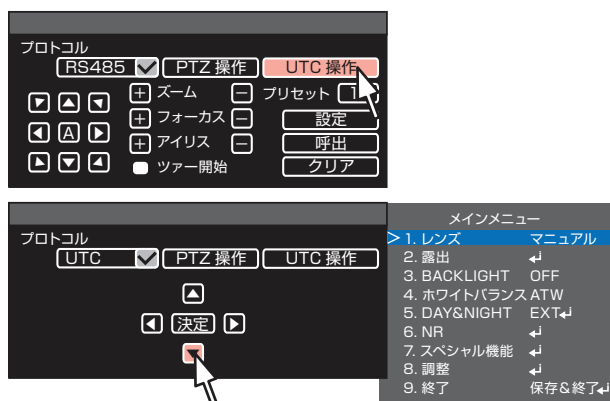 プロトコル
RS485 PTZ 操作 UTC 操作
ズーム プリセット 1
フォーカス 設定
A アイリス 呼出
ツァー開始 クリア
プロトコル
UTC PTZ 操作 UTC 操作
決定
メインメニュー
> 1. レンズ マニュアル
2. 露出 ↵
3. BACKLIGHT OFF
4. ホワイトバランス ATW
5. DAY&NIGHT EXT↵
6. NR ↵
7. スペシャル機能 ↵
8. 調整 ↵
9. 終了 保存&終了↵